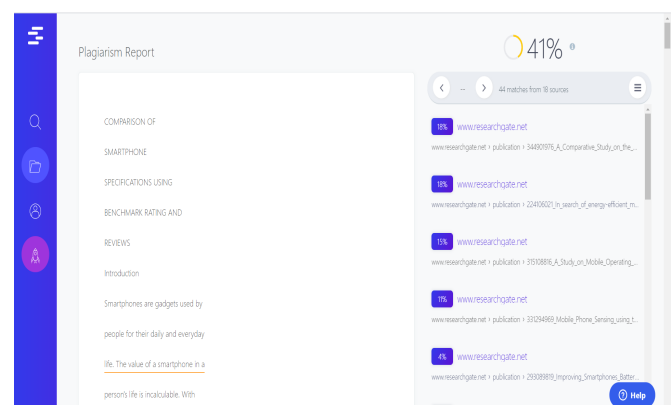 Plagiarism Report
COMPARISON OF
SMARTPHONE
SPECIFICATIONS USING
BENCHMARK RATING AND
REVIEWS
Introduction
Smartphones are gadgets used by
people for their daily and everyday
life. The value of a smartphone in a
person's life is incalculable. With
41%
44 matches from 18 sources
18% www.researchgate.net
www.researchgate.net › publication › 344901976_A_Comparative_Study_on_the_...
18% www.researchgate.net
www.researchgate.net › publication › 224106021_In_search_of_energy-efficient_m...
15% www.researchgate.net
www.researchgate.net › publication › 315108816_A_Study_on_Mobile_Operating_...
11% www.researchgate.net
www.researchgate.net › publication › 331294969_Mobile_Phone_Sensing_using_t...
4% www.researchgate.net
www.researchgate.net › publication › 293089819_Improving_Smartphones_Batter...
Help